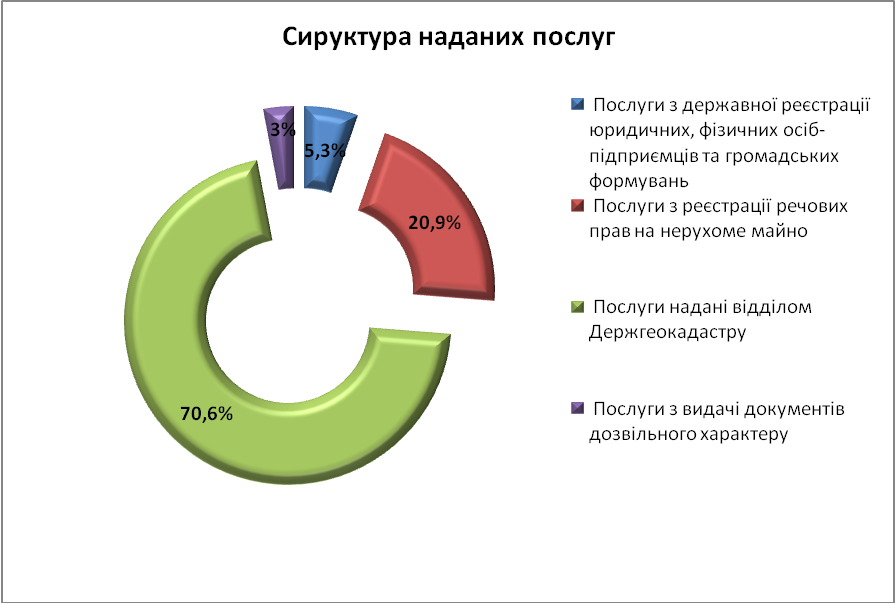 Сируктура наданих послуг
3%
5,3%
20,9%
70,6%
Послуги з державної реєстрації
юридичних, фізичних осіб-
підприємців та громадських
формувань
Послуги з реєстрації речових
прав на нерухоме майно
Послуги надані відділом
Держгеокадастру
Послуги з видачі документів
дозвільного характеру